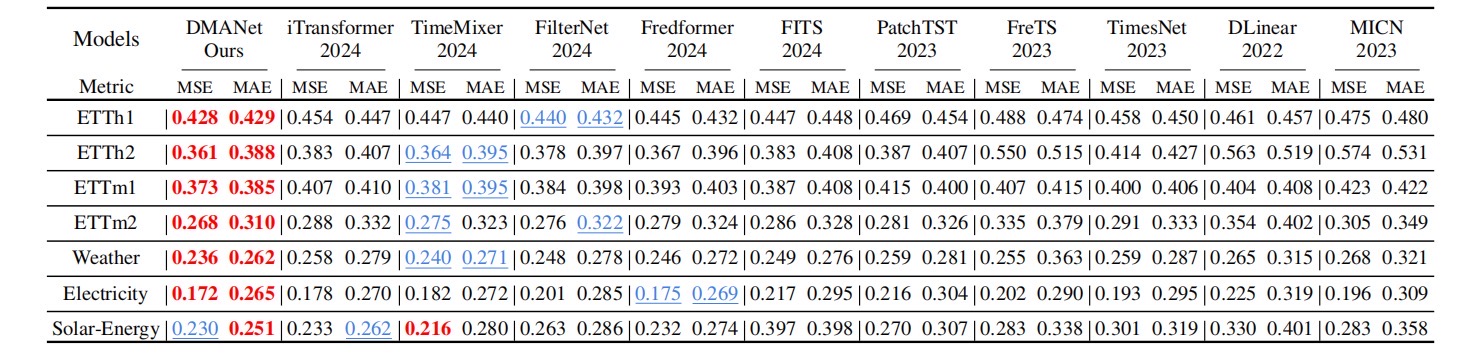 Models DMANet Ours iTransformer 2024 TimeMixer 2024 FilterNet 2024 Fredformer 2024 FITS 2024 PatchTST 2023 FreTS 2023 TimesNet 2023 DLinear 2022 MICN 2023
Metric MSE MAE MSE MAE MSE MAE MSE MAE MSE MAE MSE MAE MSE MAE MSE MAE MSE MAE MSE MAE MSE MAE
ETTh1 0.428 0.429 0.454 0.447 0.447 0.440 0.440 0.432 0.445 0.432 0.447 0.448 0.469 0.454 0.488 0.474 0.458 0.450 0.461 0.457 0.475 0.480
ETTh2 0.361 0.388 0.383 0.407 0.364 0.395 0.378 0.397 0.367 0.396 0.383 0.408 0.387 0.407 0.550 0.515 0.414 0.427 0.563 0.519 0.574 0.531
ETTm1 0.373 0.385 0.407 0.410 0.381 0.395 0.384 0.398 0.393 0.403 0.387 0.408 0.415 0.400 0.407 0.415 0.400 0.406 0.404 0.408 0.423 0.422
ETTm2 0.268 0.310 0.288 0.332 0.275 0.323 0.276 0.322 0.279 0.324 0.286 0.328 0.281 0.326 0.335 0.379 0.291 0.333 0.354 0.402 0.305 0.349
Weather 0.236 0.262 0.258 0.279 0.240 0.271 0.248 0.278 0.246 0.272 0.249 0.276 0.259 0.281 0.255 0.363 0.259 0.287 0.265 0.315 0.268 0.321
Electricity 0.172 0.265 0.178 0.270 0.182 0.272 0.201 0.285 0.175 0.269 0.217 0.295 0.216 0.304 0.202 0.290 0.193 0.295 0.225 0.319 0.196 0.309
Solar-Energy 0.230 0.251 0.233 0.262 0.216 0.280 0.263 0.286 0.232 0.274 0.397 0.398 0.270 0.307 0.283 0.338 0.301 0.319 0.330 0.401 0.283 0.358